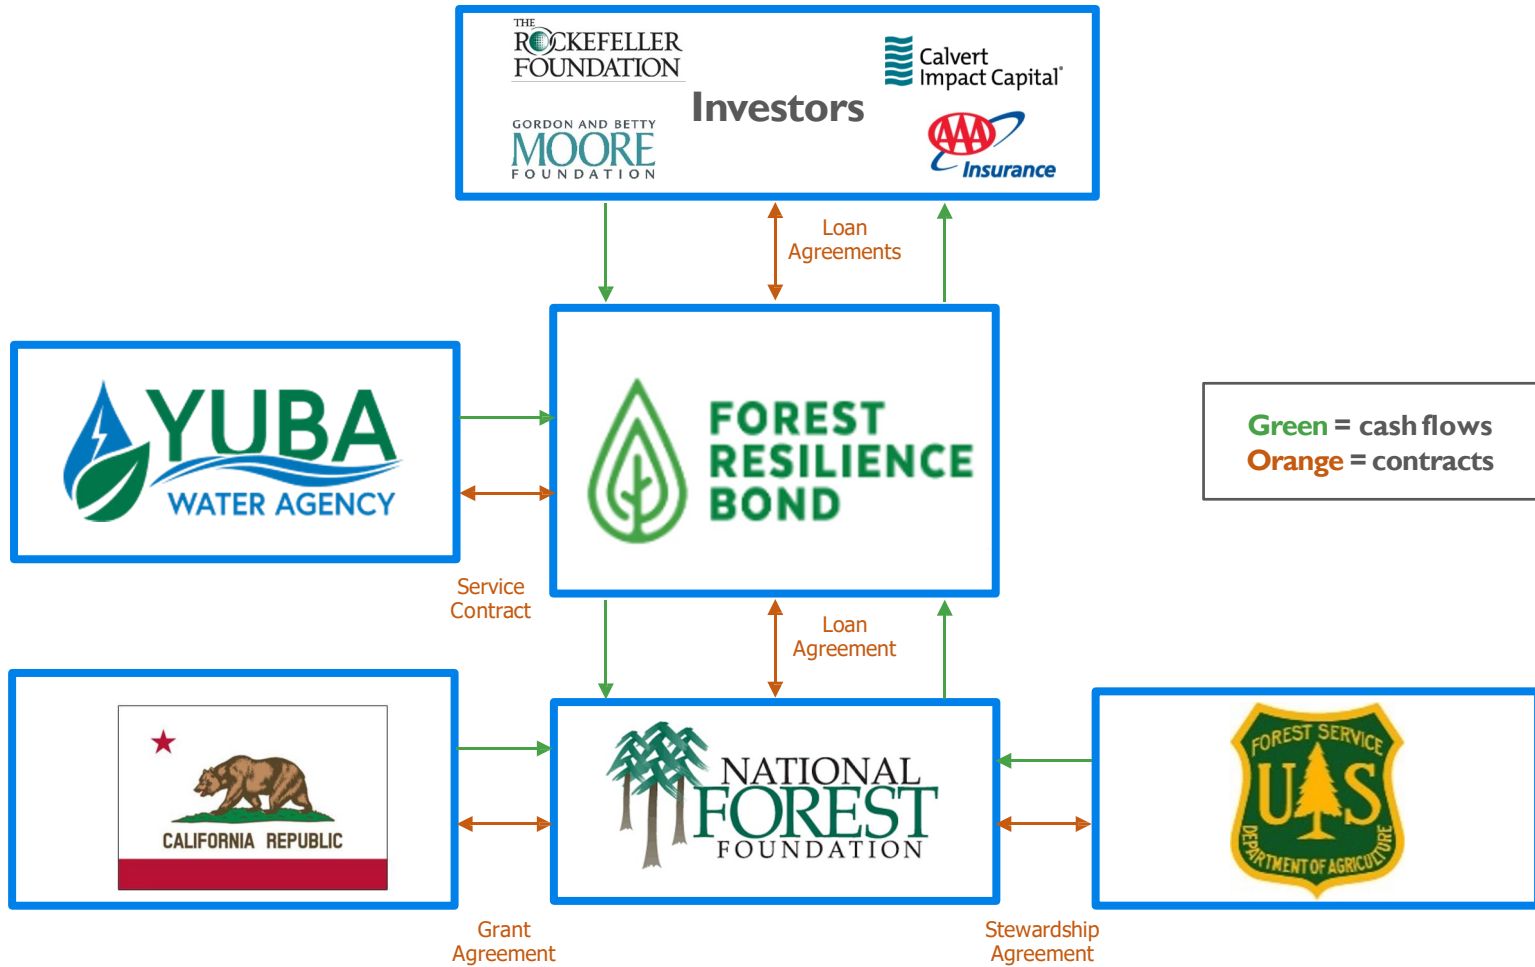 THE
ROCKEFELLER
FOUNDATION
Calvert
Impact Capital®
Investors
GORDON AND BETTY
MOORE
FOUNDATION
AAA
Insurance
Loan
Agreements
YUBA
WATER AGENCY
FOREST
RESILIENCE
BOND
Green = cash flows
Orange = contracts
Service
Contract
Loan
Agreement
CALIFORNIA REPUBLIC
NATIONAL
FOREST
FOUNDATION
FOREST SERVICE
U S
DEPARTMENT OF AGRICULTURE
Grant
Agreement
Stewardship
Agreement